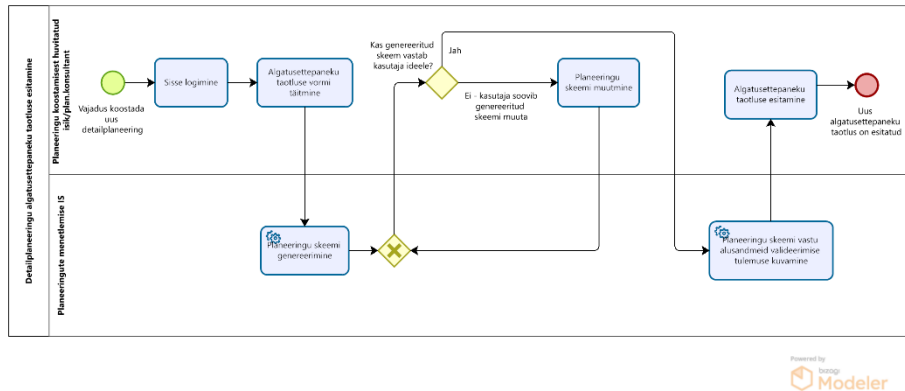 Detailplaneeringu algatusettepaneku taotluse esitamine
Planeeringu koostamisest huvitatud
isik/plan.konsultant
Vajadus koostada
uus
detailplaneering
Sisse logimine
Algatusettepaneku
taotluse vormi
täitmine
Kas genereeritud
skeem vastab
kasutaja ideele?
Jah
Ei - kasutaja soovib
genereeritud
skeemi muuta
Planeeringu
skeemi muutmine
Algatusettepaneku
taotluse esitamine
Uus
algatusettepaneku
taotlus on esitatud
Planeeringute menetlemise IS
Planeeringu skeemi
genereerimine
Planeeringu skeemi vastu
alusandmeid valideerimise
tulemuse kuvamine
Powered by
bizagi
Modeler